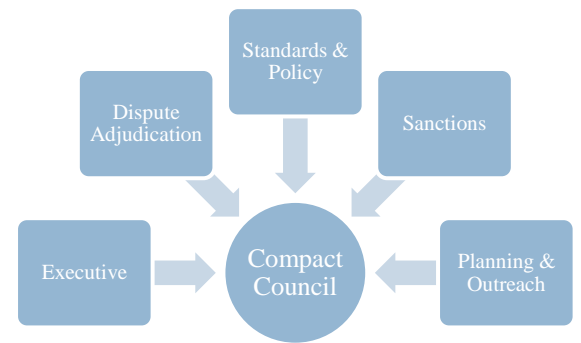 Standards &
Policy
Dispute
Adjudication
Sanctions
Executive
Compact
Council
Planning &
Outreach